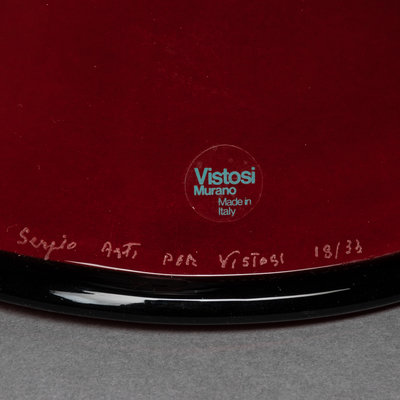 Vistosi
Murano
Made in
Italy
Sergio Asti PER VISTOSI 18/33